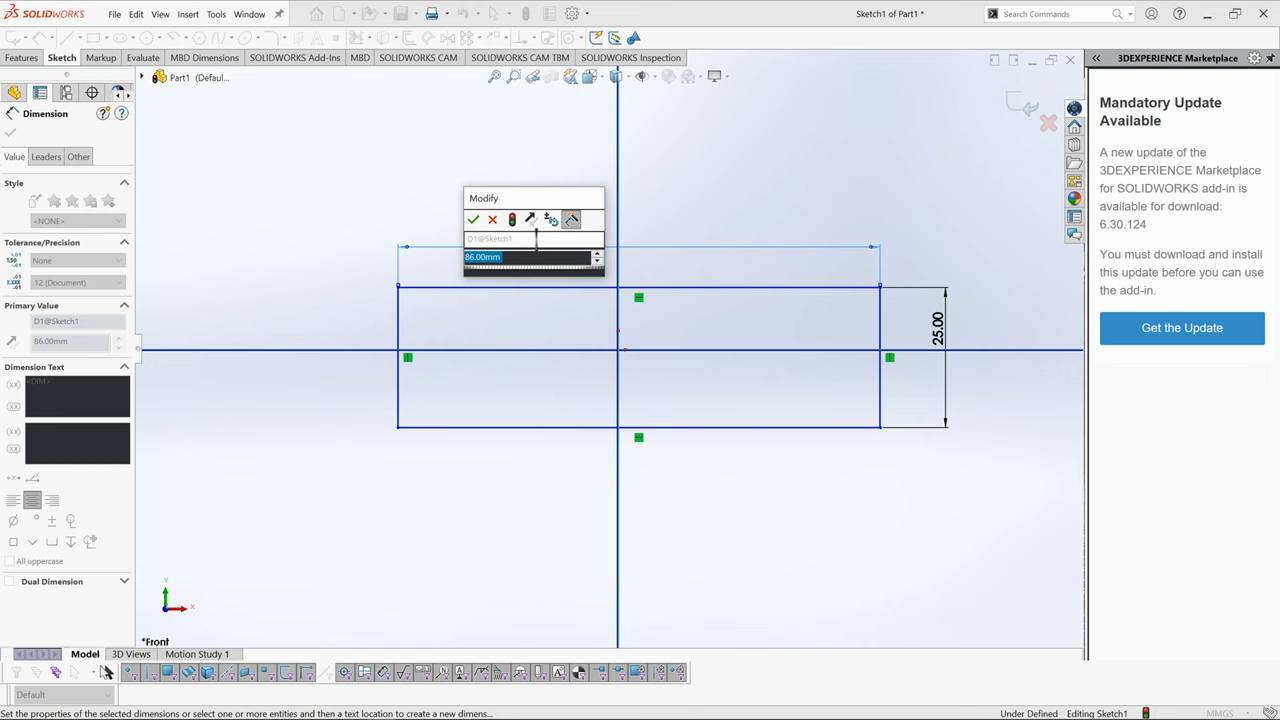 SOLIDWORKS File Edit View Insert Tools Window Sketch1 of Part1 * Search Commands
Features Sketch Markup Evaluate MBD Dimensions SOLIDWORKS Add-Ins MBD SOLIDWORKS CAM SOLIDWORKS CAM TBM SOLIDWORKS Inspection
3DEXPERIENCE Marketplace
Part1 (Defaul...
Dimension
Value Leaders Other
Style
<NONE>
Tolerance/Precision
None
.12 (Document)
Primary Value
D1@Sketch1
86.00mm
Dimension Text
<DIM>
All uppercase
Dual Dimension
Modify
D1@Sketch1
86.00mm
25.00
Y
X
*Front
Mandatory Update
Available
A new update of the
3DEXPERIENCE Marketplace
for SOLIDWORKS add-in is
available for download:
6.30.124
You must download and install
this update before you can use
the add-in.
Get the Update
Model 3D Views Motion Study 1
Default
Set the properties of the selected dimensions or select one or more entities and then a text location to create a new dimens... Under Defined Editing Sketch1 MMGS